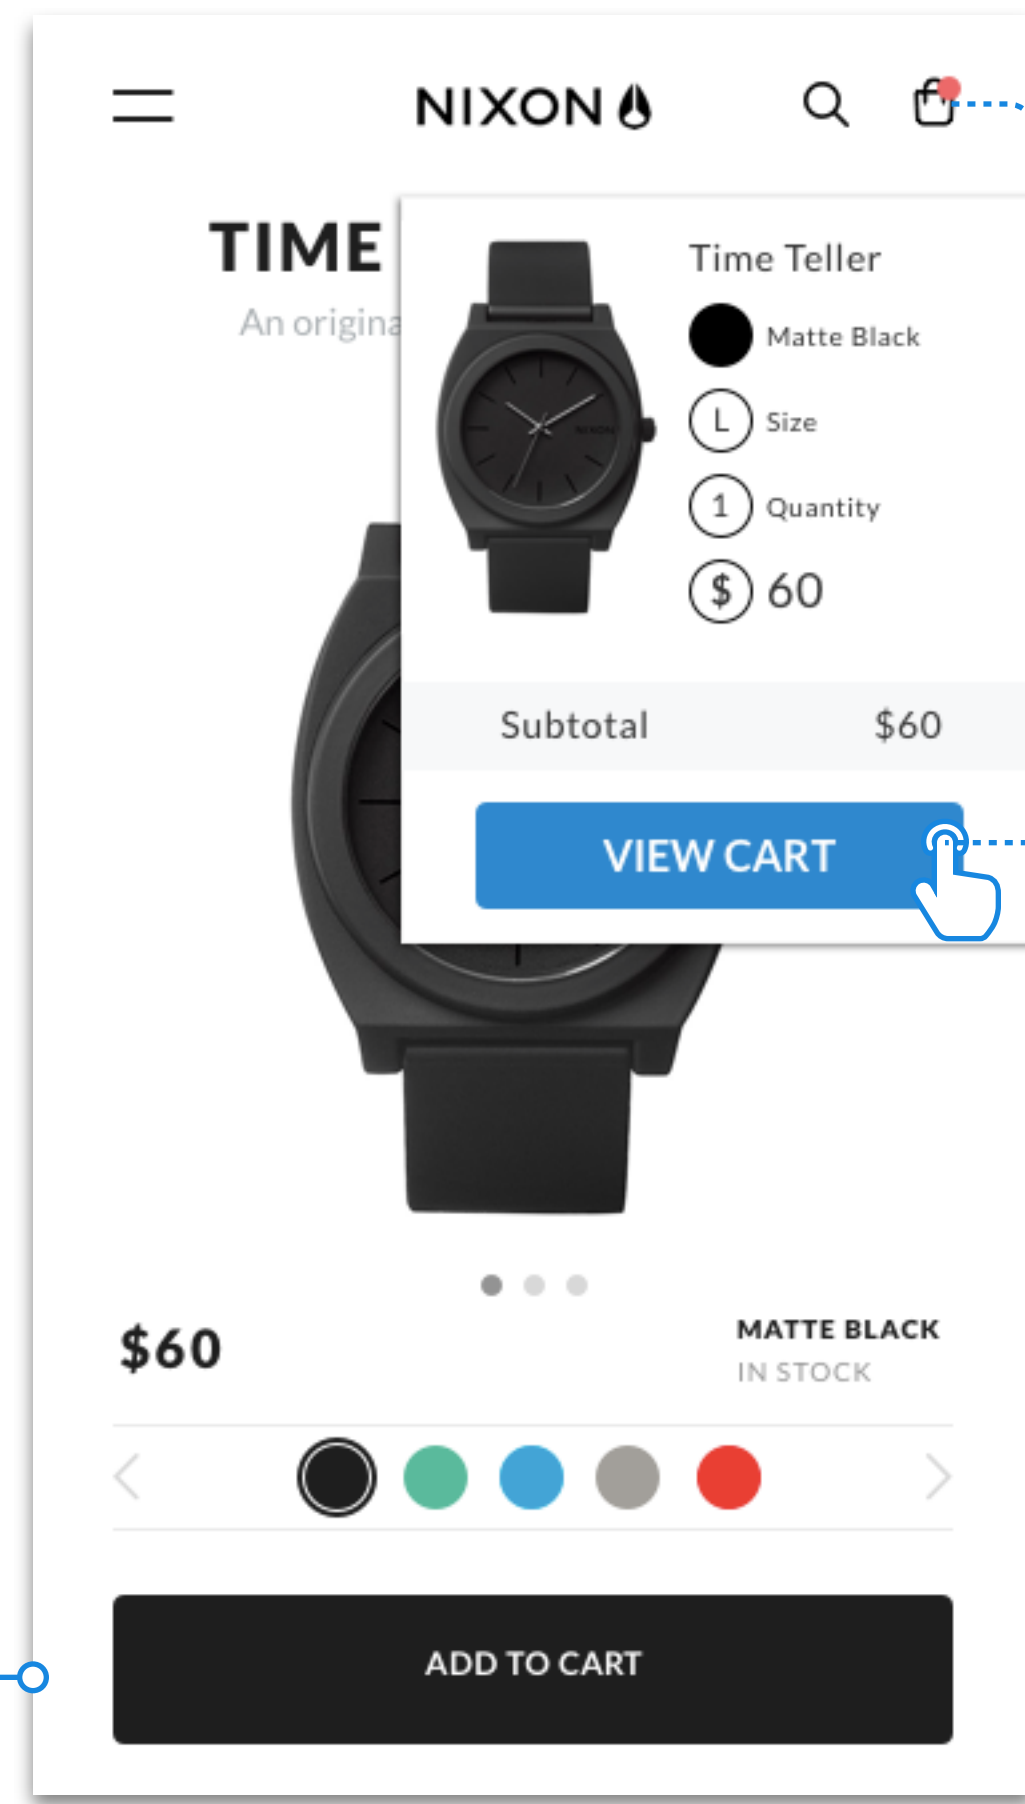 NIXON
TIME
An origina
Time Teller
Matte Black
L Size
1 Quantity
$ 60
NIXON
Subtotal $60
VIEW CART
$60
MATTE BLACK
IN STOCK
ADD TO CART